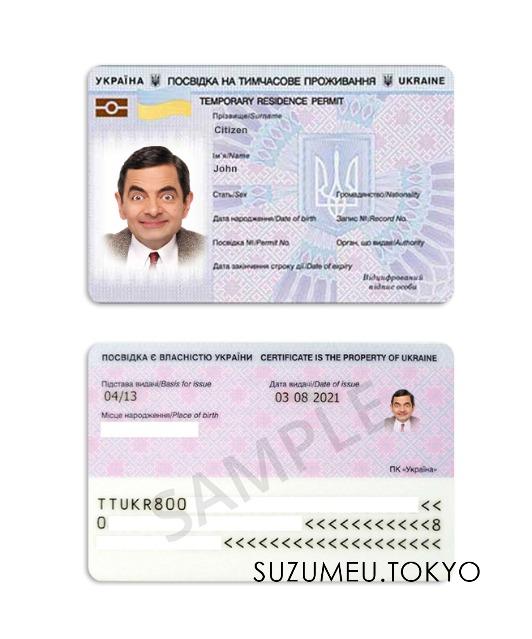 УКРАЇНА ПОСВІДКА НА ТИМЧАСОВЕ ПРОЖИВАННЯ UKRAINE
TEMPORARY RESIDENCE PERMIT
Прізвище/Surname
Citizen
Ім'я/Name
John
Стать/Sex Громадянство/Nationality
Дата народження/Date of birth Запис №/Record No.
Посвідка №/Permit No. Орган, що видав/Authority
Дата закінчення строку дії/Date of expiry
Відцифрований
підпис особи
ПОСВІДКА Є ВЛАСНІСТЮ УКРАЇНИ CERTIFICATE IS THE PROPERTY OF UKRAINE
Підстава видачі/Basis for issue Дата видачі/Date of issue
04/13 03 08 2021
Місце народження/Place of birth
SAMPLE
ПК «Україна»
TTUKR800 <<
0 <<<<<<<<<<<8
<<<<<<<<<<<<<<<<<<<
SUZUMEU.TOKYO